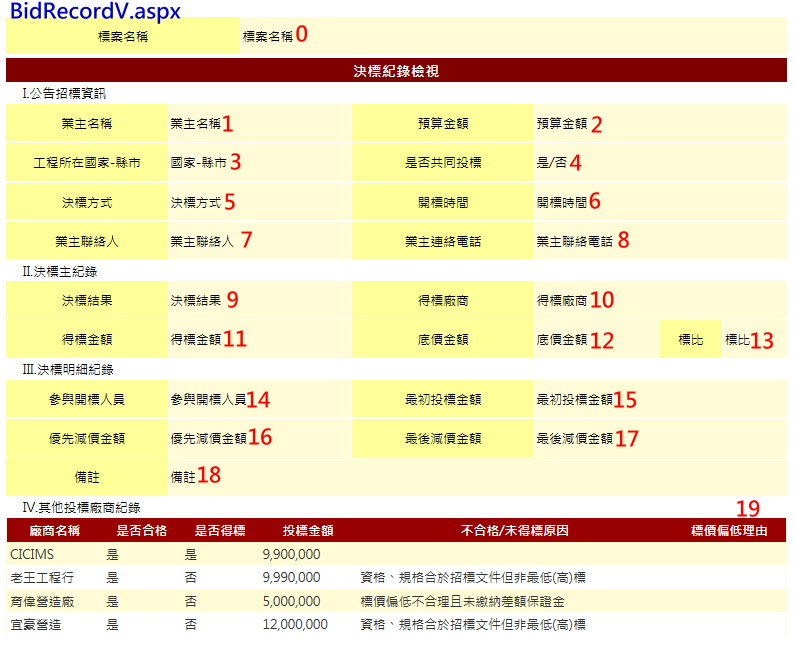 BidRecordV.aspx
標案名稱 標案名稱 0
決標紀錄檢視
I.公告招標資訊
業主名稱 業主名稱 1 預算金額 預算金額 2
工程所在國家-縣市 國家-縣市 3 是否共同投標 是/否 4
決標方式 決標方式 5 開標時間 開標時間 6
業主聯絡人 業主聯絡人 7 業主連絡電話 業主聯絡電話 8
II.決標主紀錄
決標結果 決標結果 9 得標廠商 得標廠商 10
得標金額 得標金額 11 底價金額 底價金額 12 標比 標比 13
III.決標明細紀錄
參與開標人員 參與開標人員 14 最初投標金額 最初投標金額 15
優先減價金額 優先減價金額 16 最後減價金額 最後減價金額 17
備註 備註 18
IV.其他投標廠商紀錄 19
廠商名稱 是否合格 是否得標 投標金額 不合格/未得標原因 標價偏低理由
CICIMS 是 是 9,900,000
老王工程行 是 否 9,990,000 資格、規格合於招標文件但非最低(高)標
育偉營造廠 是 否 5,000,000 標價偏低不合理且未繳納差額保證金
宜豪營造 是 否 12,000,000 資格、規格合於招標文件但非最低(高)標